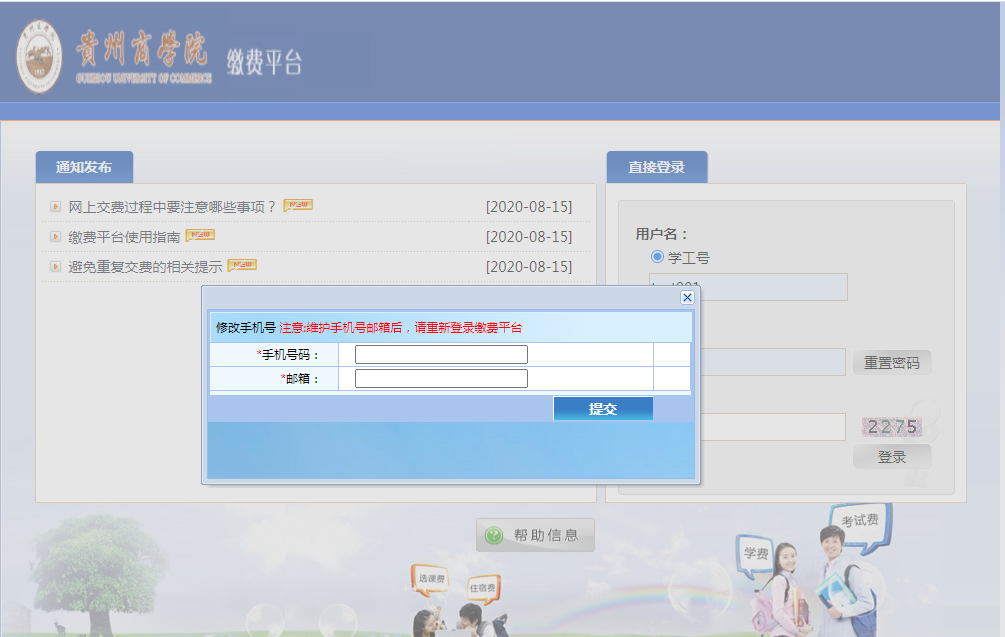 貴州商學院
GUIZHOU UNIVERSITY OF COMMERCE
缴费平台
通知发布
网上交费过程中要注意哪些事项？ NEW [2020-08-15]
缴费平台使用指南 NEW [2020-08-15]
避免重复交费的相关提示 NEW [2020-08-15]
直接登录
用户名：
学工号
修改手机号 注意:维护手机号邮箱后，请重新登录缴费平台
*手机号码：
*邮箱：
提交
重置密码
2275
登录
帮助信息
考试费
学费
选课费
住宿费